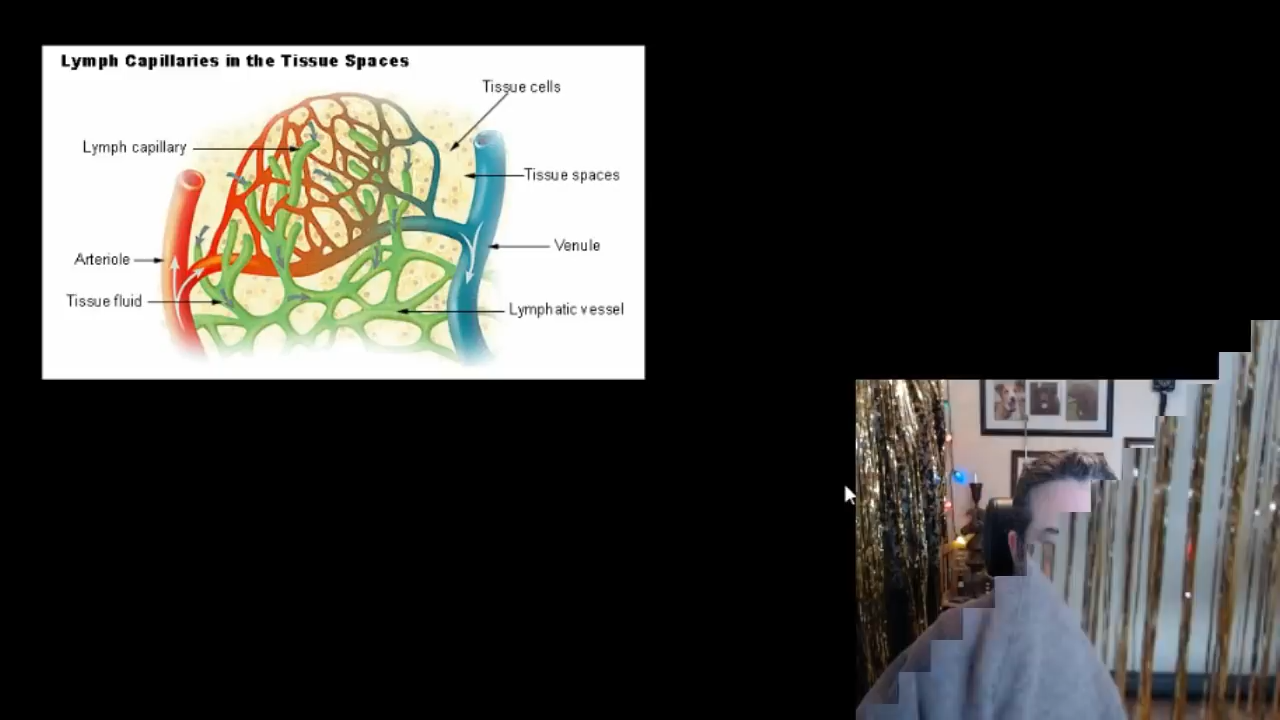 Lymph Capillaries in the Tissue Spaces
Tissue cells
Lymph capillary
Tissue spaces
Venule
Arteriole
Tissue fluid
Lymphatic vessel